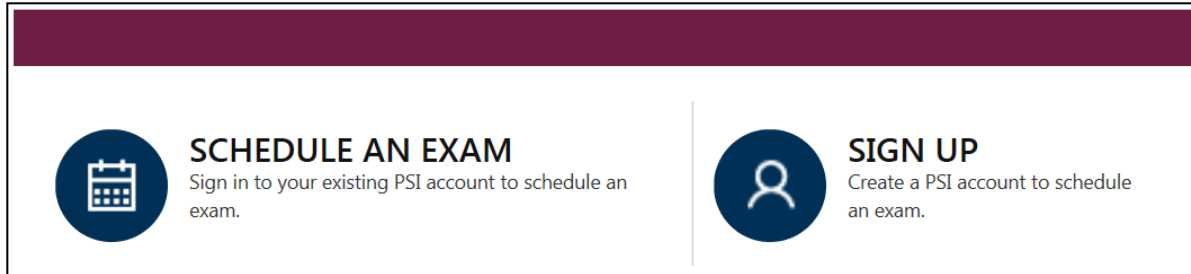 SCHEDULE AN EXAM
Sign in to your existing PSI account to schedule an
exam.
SIGN UP
Create a PSI account to schedule
an exam.